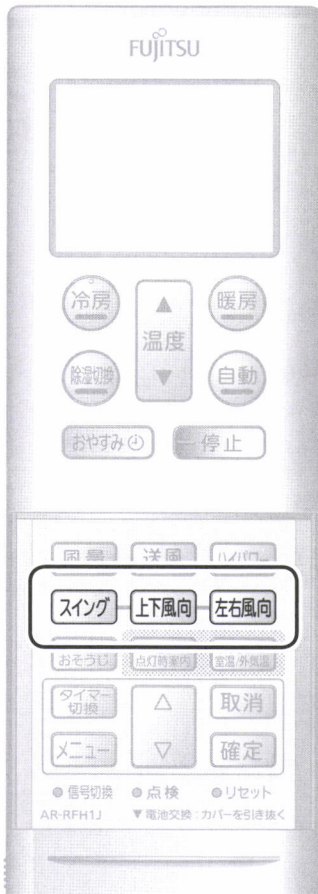 FUJITSU
冷房 ▲ 暖房
温度
除湿切換 ▼ 自動
おやすみ 停止
風量 送風 ハイパワー
スイング 上下風向 左右風向
おそうじ 点灯時案内 室温/外気温
タイマー切換 △ 取消
メニュー ▽ 確定
●信号切換 ●点検 ●リセット
AR-RFH1J ▼電池交換:カバーを引き抜く